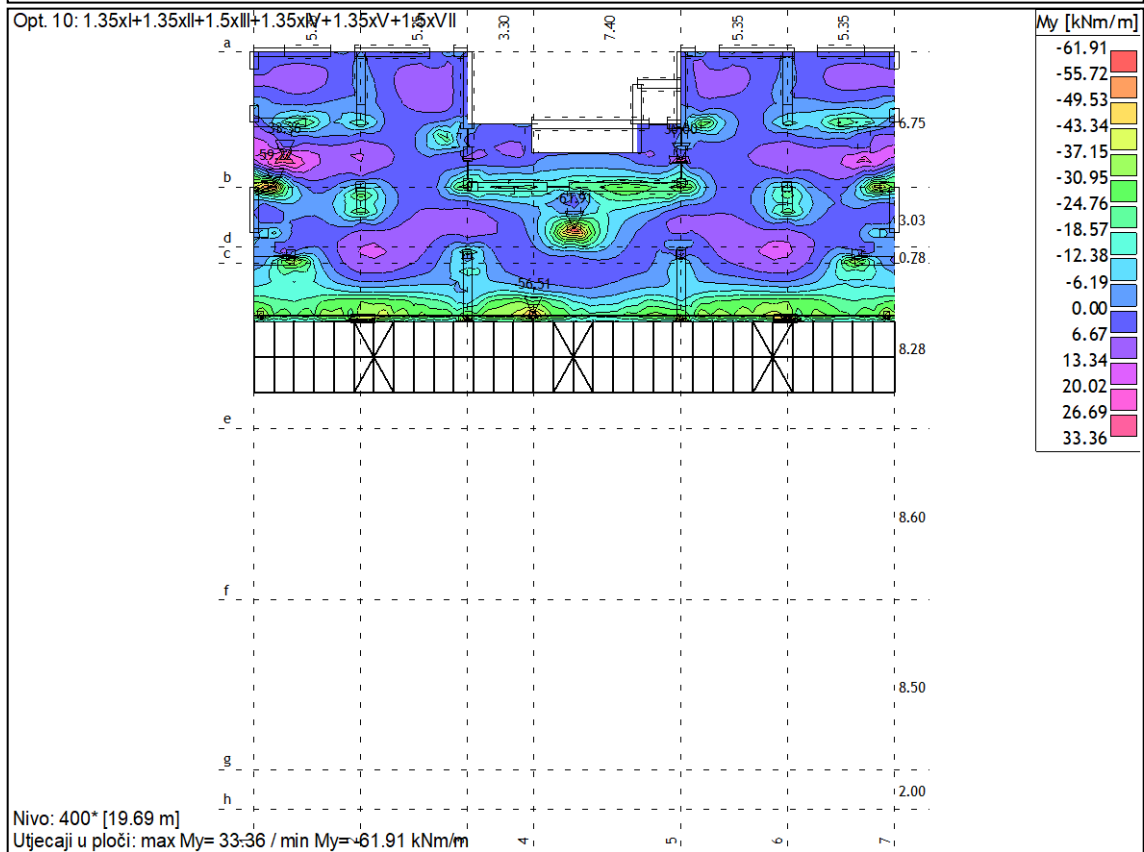 Opt. 10: 1.35xI+1.35xII+1.5xIII+1.35xIV+1.35xV+1.5xVII
3.30
7.40
5.35
5.35
My [kNm/m]
-61.91
-55.72
-49.53
-43.34
-37.15
-30.95
-24.76
-18.57
-12.38
-6.19
0.00
6.67
13.34
20.02
26.69
33.36
a
6.75
b
-61.91
3.03
d
c
0.78
-56.51
8.28
e
8.60
f
8.50
g
2.00
h
Nivo: 400* [19.69 m]
Utjecaji u ploči: max My= 33.36 / min My= -61.91 kNm/m
4
5
6
7